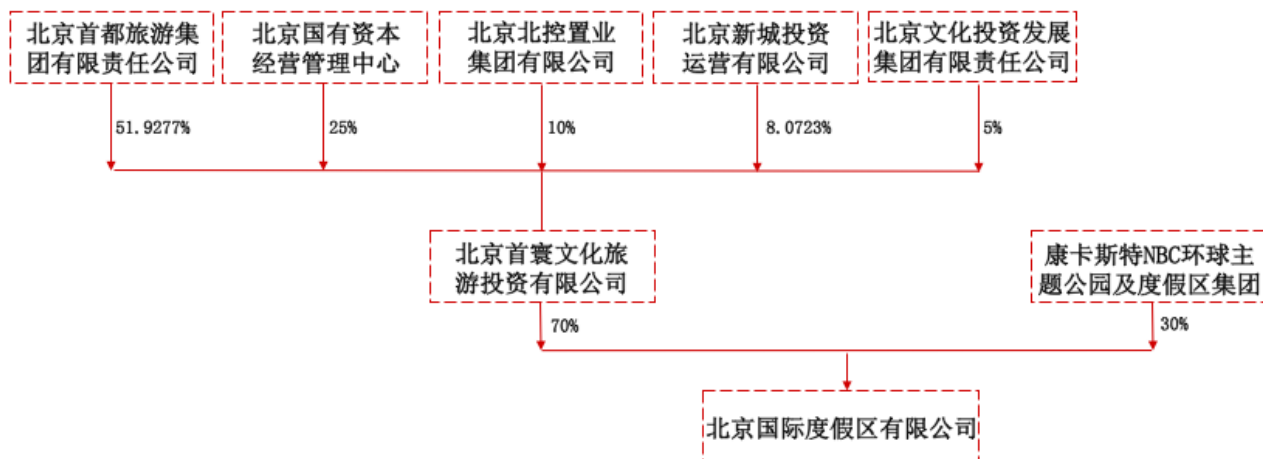 北京首都旅游集
团有限责任公司
北京国有资本
经营管理中心
北京北控置业
集团有限公司
北京新城投资
运营有限公司
北京文化投资发展
集团有限责任公司
51.9277%
25%
10%
8.0723%
5%
北京首寰文化旅
游投资有限公司
康卡斯特NBC环球主
题公园及度假区集团
70%
30%
北京国际度假区有限公司